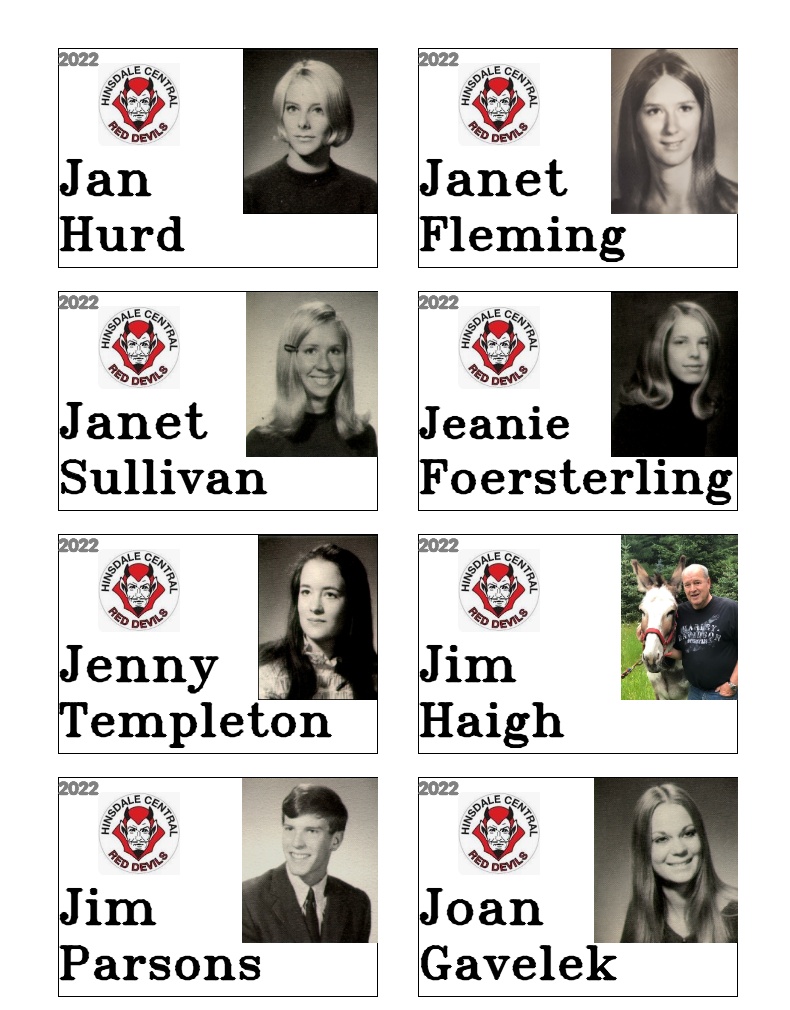 2022
HINSDALE CENTRAL
RED DEVILS
Jan
Hurd
2022
HINSDALE CENTRAL
RED DEVILS
Janet
Fleming
2022
HINSDALE CENTRAL
RED DEVILS
Janet
Sullivan
2022
HINSDALE CENTRAL
RED DEVILS
Jeanie
Foersterling
2022
HINSDALE CENTRAL
RED DEVILS
Jenny
Templeton
2022
HINSDALE CENTRAL
RED DEVILS
Jim
Haigh
HARLEY-
DAVIDSON
2022
HINSDALE CENTRAL
RED DEVILS
Jim
Parsons
2022
HINSDALE CENTRAL
RED DEVILS
Joan
Gavelek